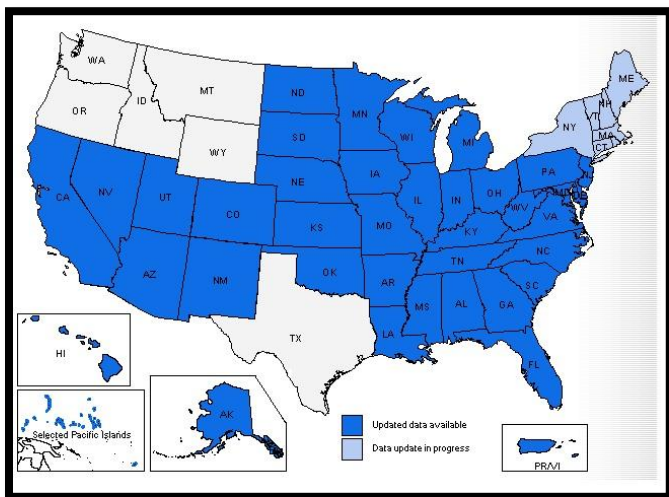 WA
ME
MT
ND
VT
NH
OR
ID
MN
NY
MA
SD
WI
MI
CT
WY
IA
PA
NJ
NE
NV
UT
IL
IN
OH
CA
CO
WV
VA
KS
MO
KY
NC
TN
AZ
NM
OK
AR
SC
MS
AL
GA
TX
LA
HI
FL
AK
Updated data available
Selected Pacific Islands
Data update in progress
PR/VI